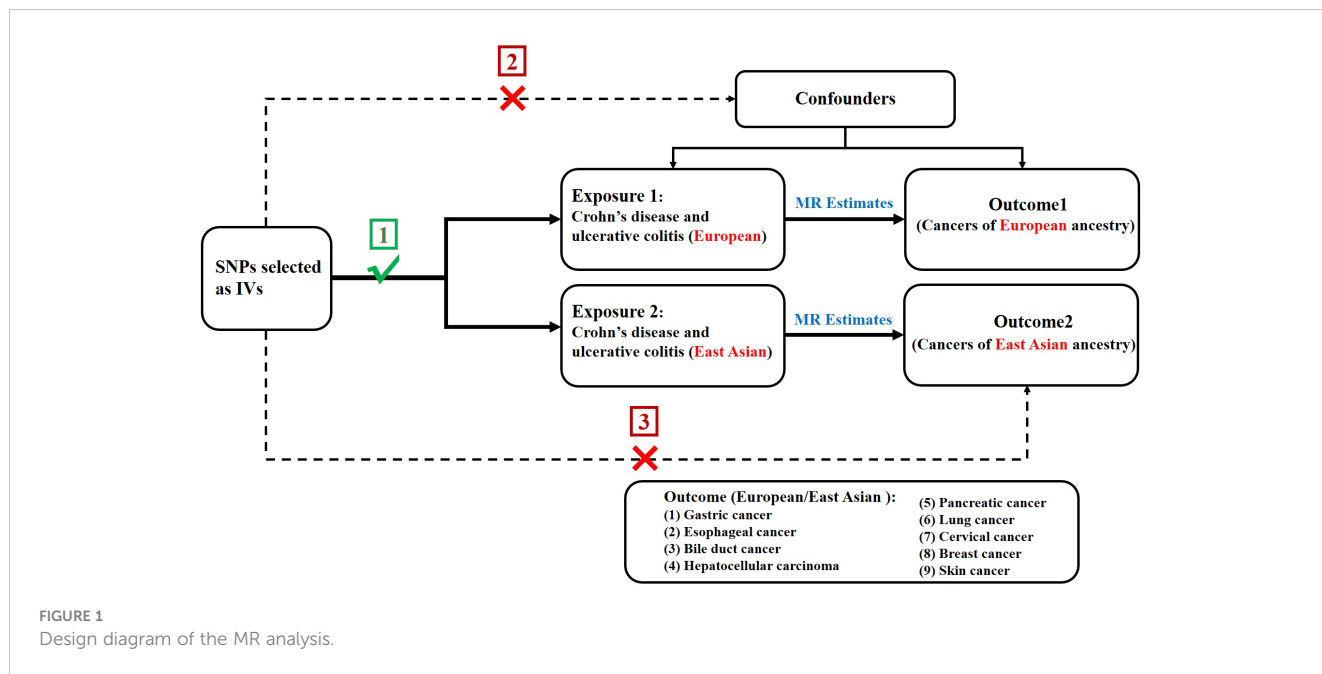 2
Confounders
1
SNPs selected
as IVs
Exposure 1:
Crohn's disease and
ulcerative colitis (European)
MR Estimates
Outcome1
(Cancers of European ancestry)
Exposure 2:
Crohn's disease and
ulcerative colitis (East Asian)
MR Estimates
Outcome2
(Cancers of East Asian ancestry)
3
Outcome (European/East Asian ):
(1) Gastric cancer
(2) Esophageal cancer
(3) Bile duct cancer
(4) Hepatocellular carcinoma
(5) Pancreatic cancer
(6) Lung cancer
(7) Cervical cancer
(8) Breast cancer
(9) Skin cancer
FIGURE 1
Design diagram of the MR analysis.